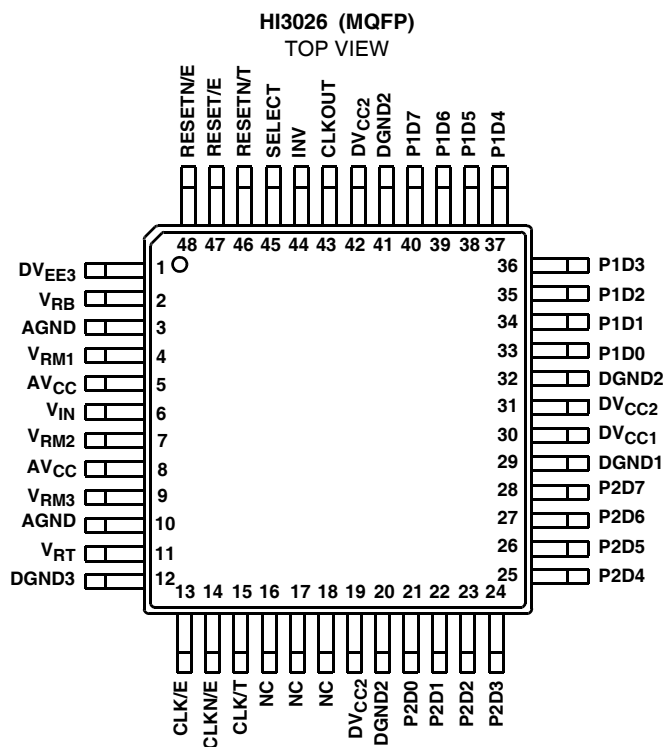 HI3026 (MQFP)
TOP VIEW
RESETN/E
RESET/E
RESETN/T
SELECT
INV
CLKOUT
DVCC2
DGND2
P1D7
P1D6
P1D5
P1D4
48 47 46 45 44 43 42 41 40 39 38 37
DVEE3 1
VRB 2
AGND 3
VRM1 4
AVCC 5
VIN 6
VRM2 7
AVCC 8
VRM3 9
AGND 10
VRT 11
DGND3 12
36 P1D3
35 P1D2
34 P1D1
33 P1D0
32 DGND2
31 DVCC2
30 DVCC1
29 DGND1
28 P2D7
27 P2D6
26 P2D5
25 P2D4
13 14 15 16 17 18 19 20 21 22 23 24
CLK/E
CLKN/E
CLK/T
NC
NC
NC
DVCC2
DGND2
P2D0
P2D1
P2D2
P2D3